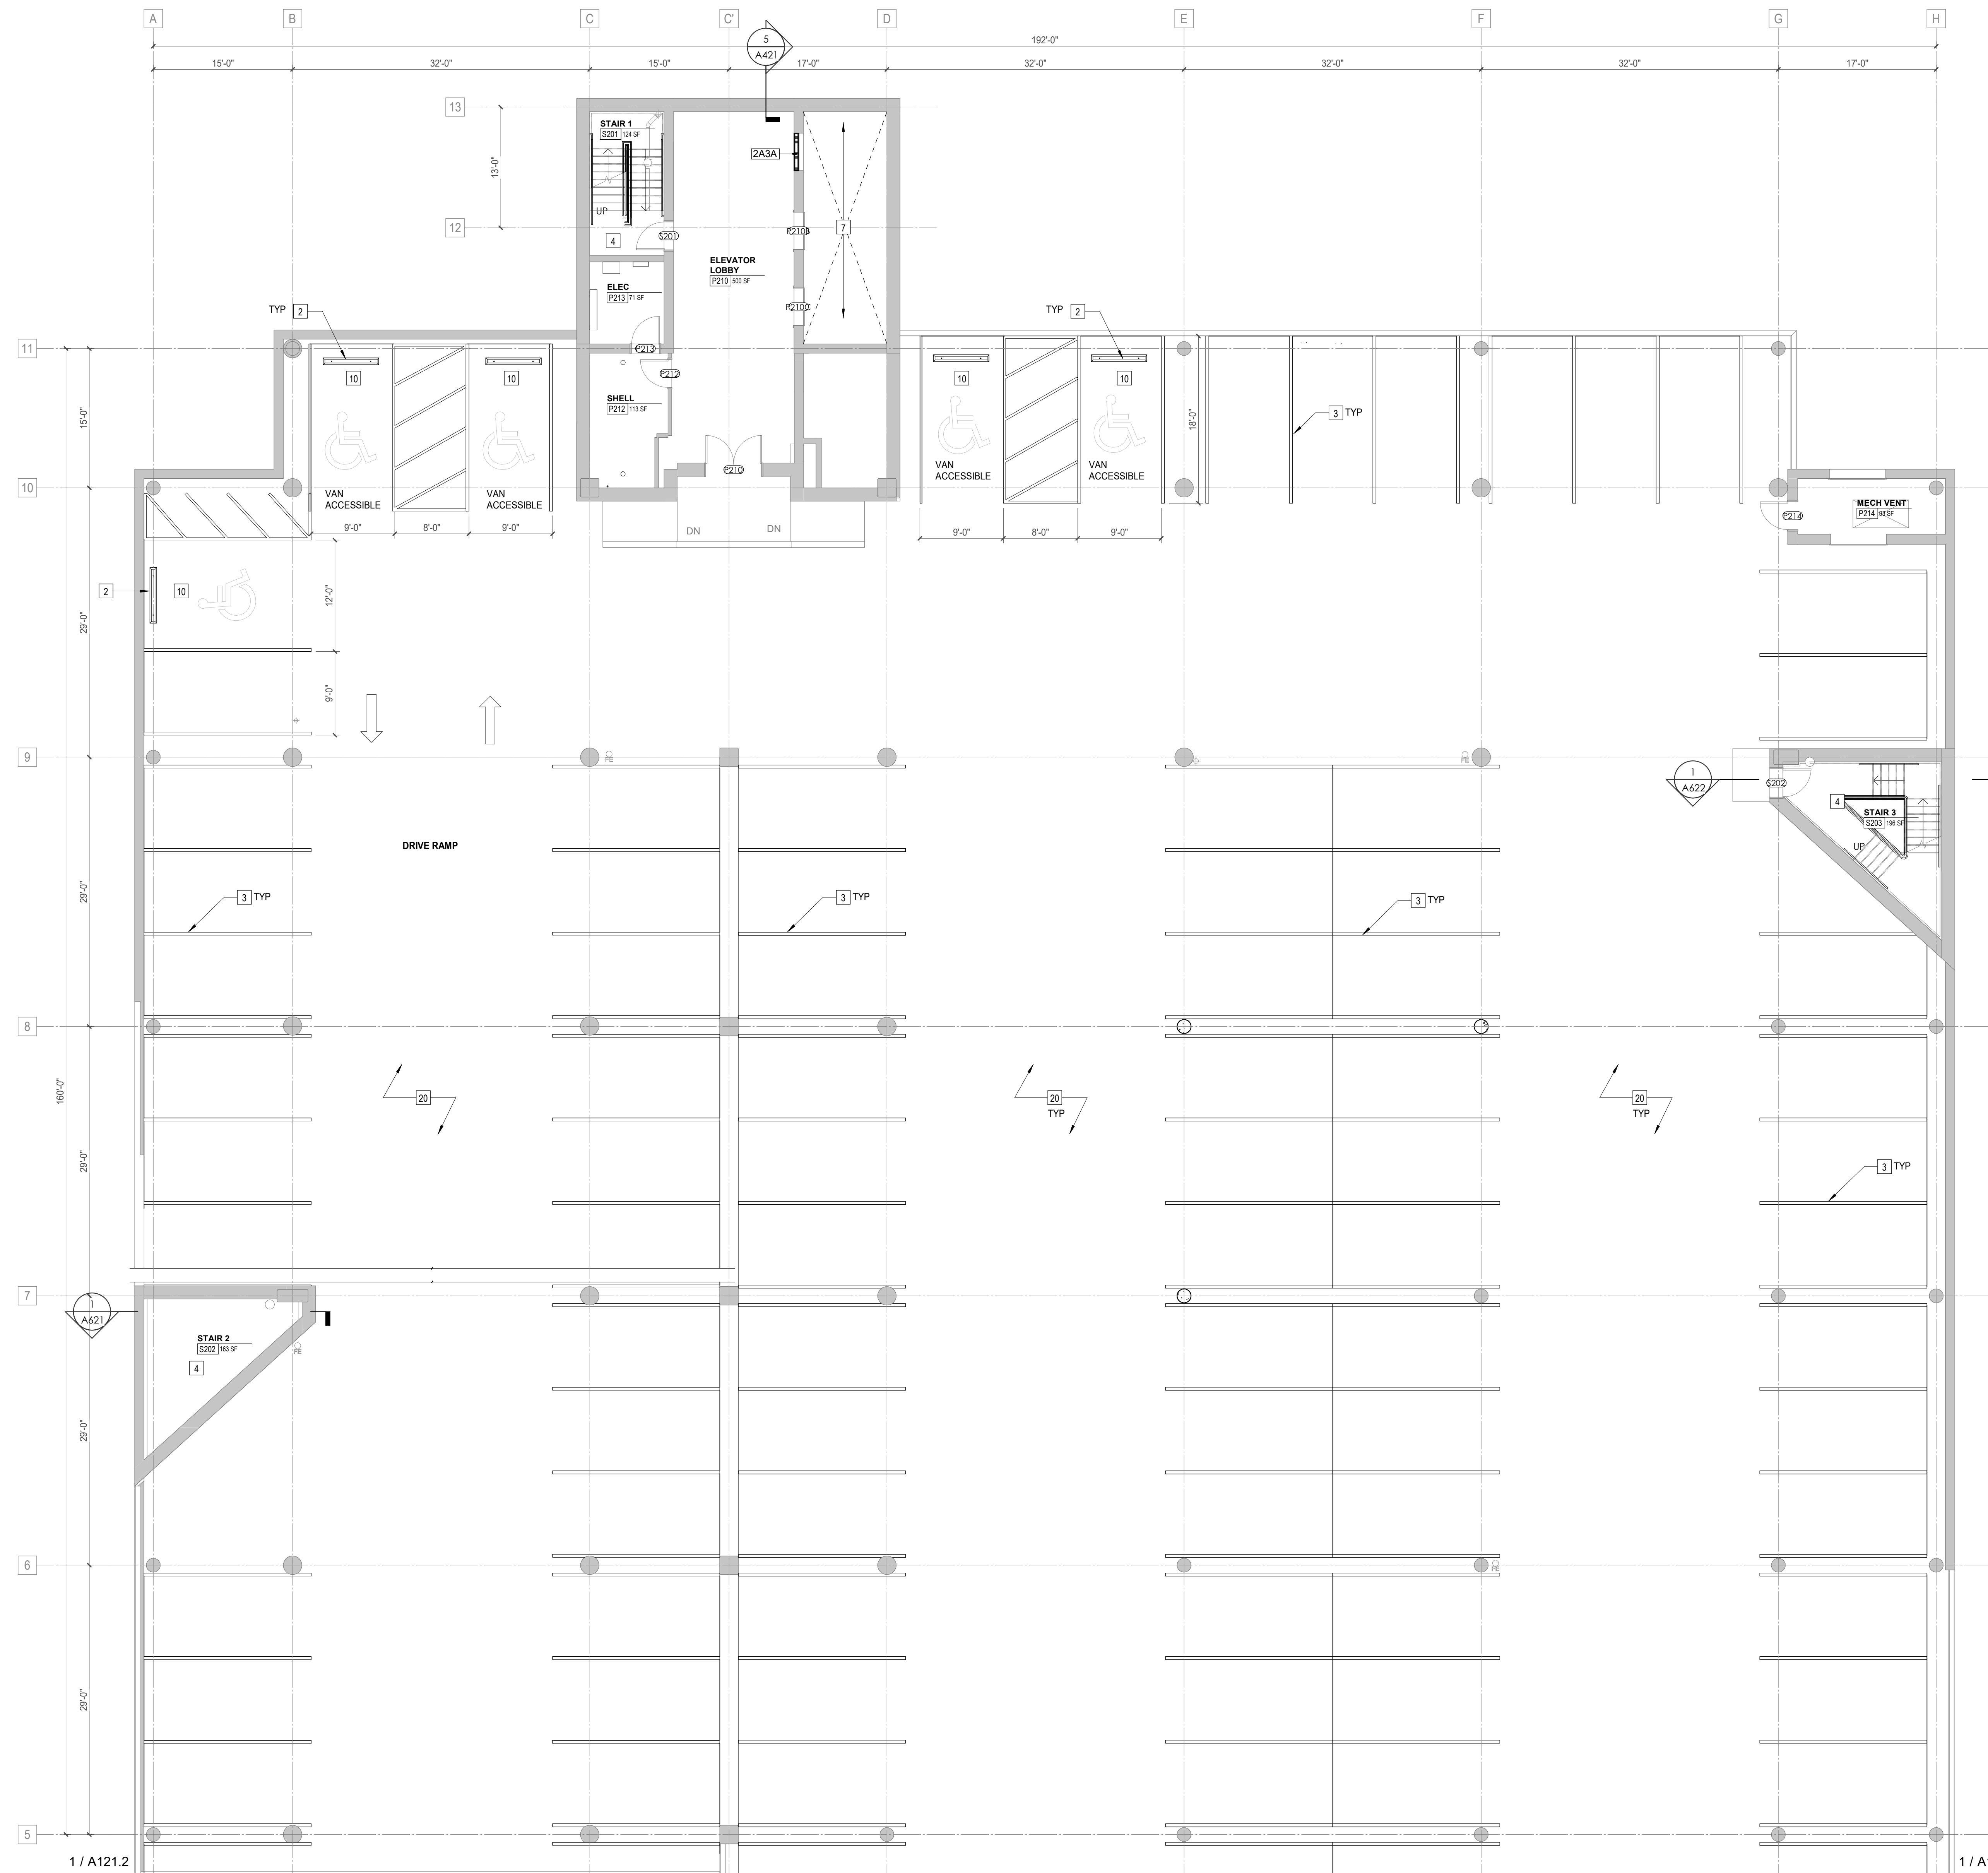 A B C C' D E F G H
5
A421
192'-0"
15'-0" 32'-0" 15'-0" 17'-0" 32'-0" 32'-0" 32'-0" 17'-0"
13
STAIR 1
S201 124 SF
13'-0"
2A3A
UP
12
4
S201
P210B
7
ELEVATOR
LOBBY
P210 500 SF
ELEC
P213 71 SF
P210C
TYP 2
TYP 2
11
P213
P212
10
10
10
10
SHELL
P212 113 SF
15'-0"
18'-0"
3 TYP
P210
VAN
ACCESSIBLE
VAN
ACCESSIBLE
VAN
ACCESSIBLE
VAN
ACCESSIBLE
10
MECH VENT
P214 93 SF
P214
9'-0" 8'-0" 9'-0"
DN
DN
9'-0" 8'-0" 9'-0"
2
10
12'-0"
29'-0"
9'-0"
9
FE
FE
1
A622
S202
4
STAIR 3
S203 196 SF
UP
DRIVE RAMP
29'-0"
3 TYP
3 TYP
3 TYP
8
160'-0"
20
20
TYP
20
TYP
29'-0"
3 TYP
7
1
A621
STAIR 2
S202 163 SF
4
FE
29'-0"
6
FE
29'-0"
5
1 / A121.2
1 / A